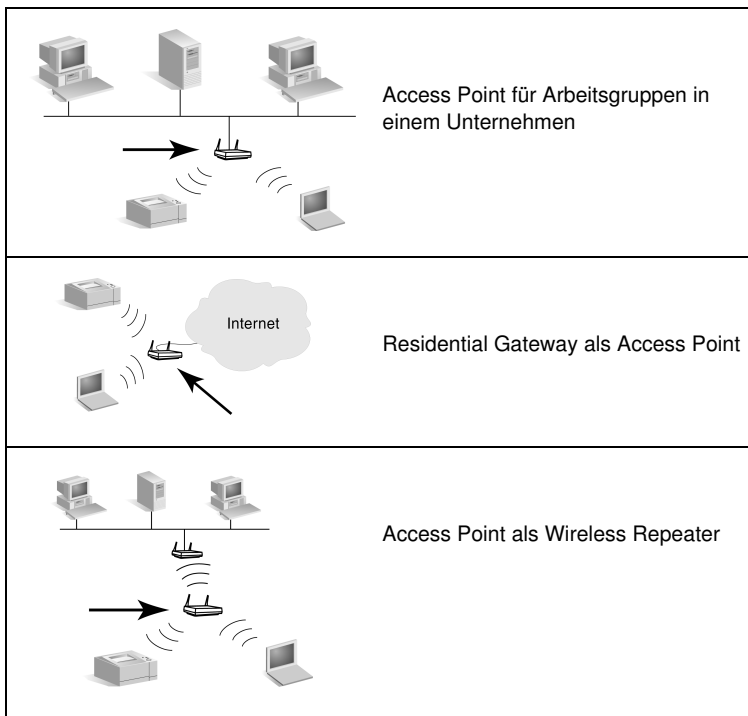 Access Point für Arbeitsgruppen in
einem Unternehmen
Internet
Residential Gateway als Access Point
Access Point als Wireless Repeater